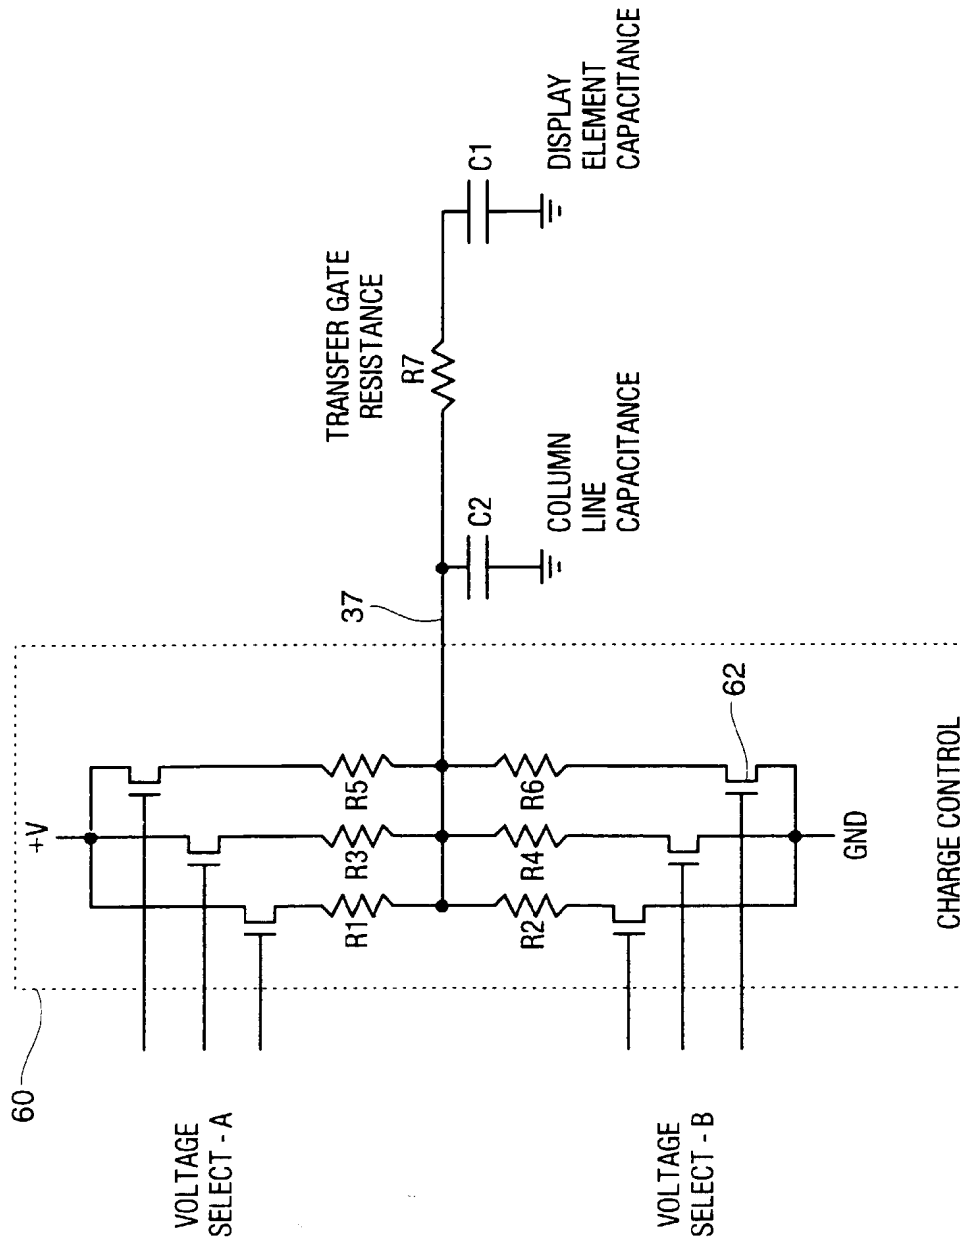 60
+V
VOLTAGE
SELECT - A
R1
R3
R5
37
TRANSFER GATE
RESISTANCE
R7
C2
C1
COLUMN
LINE
CAPACITANCE
DISPLAY
ELEMENT
CAPACITANCE
R2
R4
R6
62
VOLTAGE
SELECT - B
GND
CHARGE CONTROL